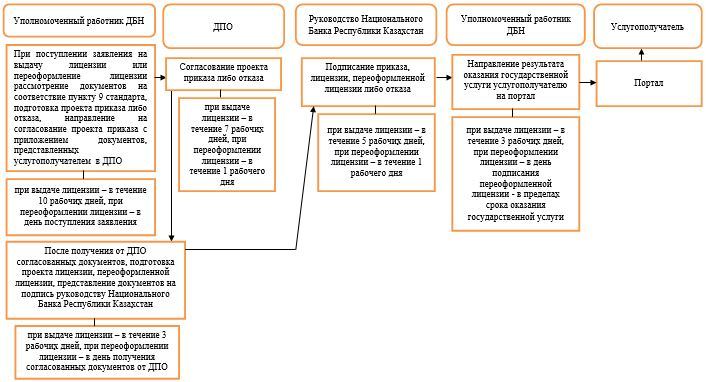 Уполномоченный работник ДБН
ДПО
Руководство Национального
Банка Республики Казахстан
Уполномоченный работник
ДБН
Услугополучатель
При поступлении заявления на
выдачу лицензии или
переоформление лицензии
рассмотрение документов на
соответствие пункту 9 стандарта,
подготовка проекта приказа либо
отказа, направление на
согласование проекта приказа с
приложением документов,
представленных
услугополучателем в ДПО
при выдаче лицензии – в течение
10 рабочих дней, при
переоформлении лицензии – в
день поступления заявления
Согласование проекта
приказа либо отказа
при выдаче
лицензии – в
течение 7 рабочих
дней, при
переоформлении
лицензии – в
течение 1 рабочего
дня
Подписание приказа,
лицензии, переоформленной
лицензии либо отказа
при выдаче лицензии – в
течение 5 рабочих дней,
при переоформлении
лицензии – в течение 1
рабочего дня
Направление результата
оказания государственной
услуги услугополучателю
на портал
при выдаче лицензии – в
течение 3 рабочих дней,
при переоформлении
лицензии – в день
подписания
переоформленной
лицензии - в пределах
срока оказания
государственной услуги
Портал
После получения от ДПО
согласованных документов, подготовка
проекта лицензии, переоформленной
лицензии, представление документов на
подпись руководству Национального
Банка Республики Казахстан
при выдаче лицензии – в течение 3
рабочих дней, при переоформлении
лицензии – в день получения
согласованных документов от ДПО